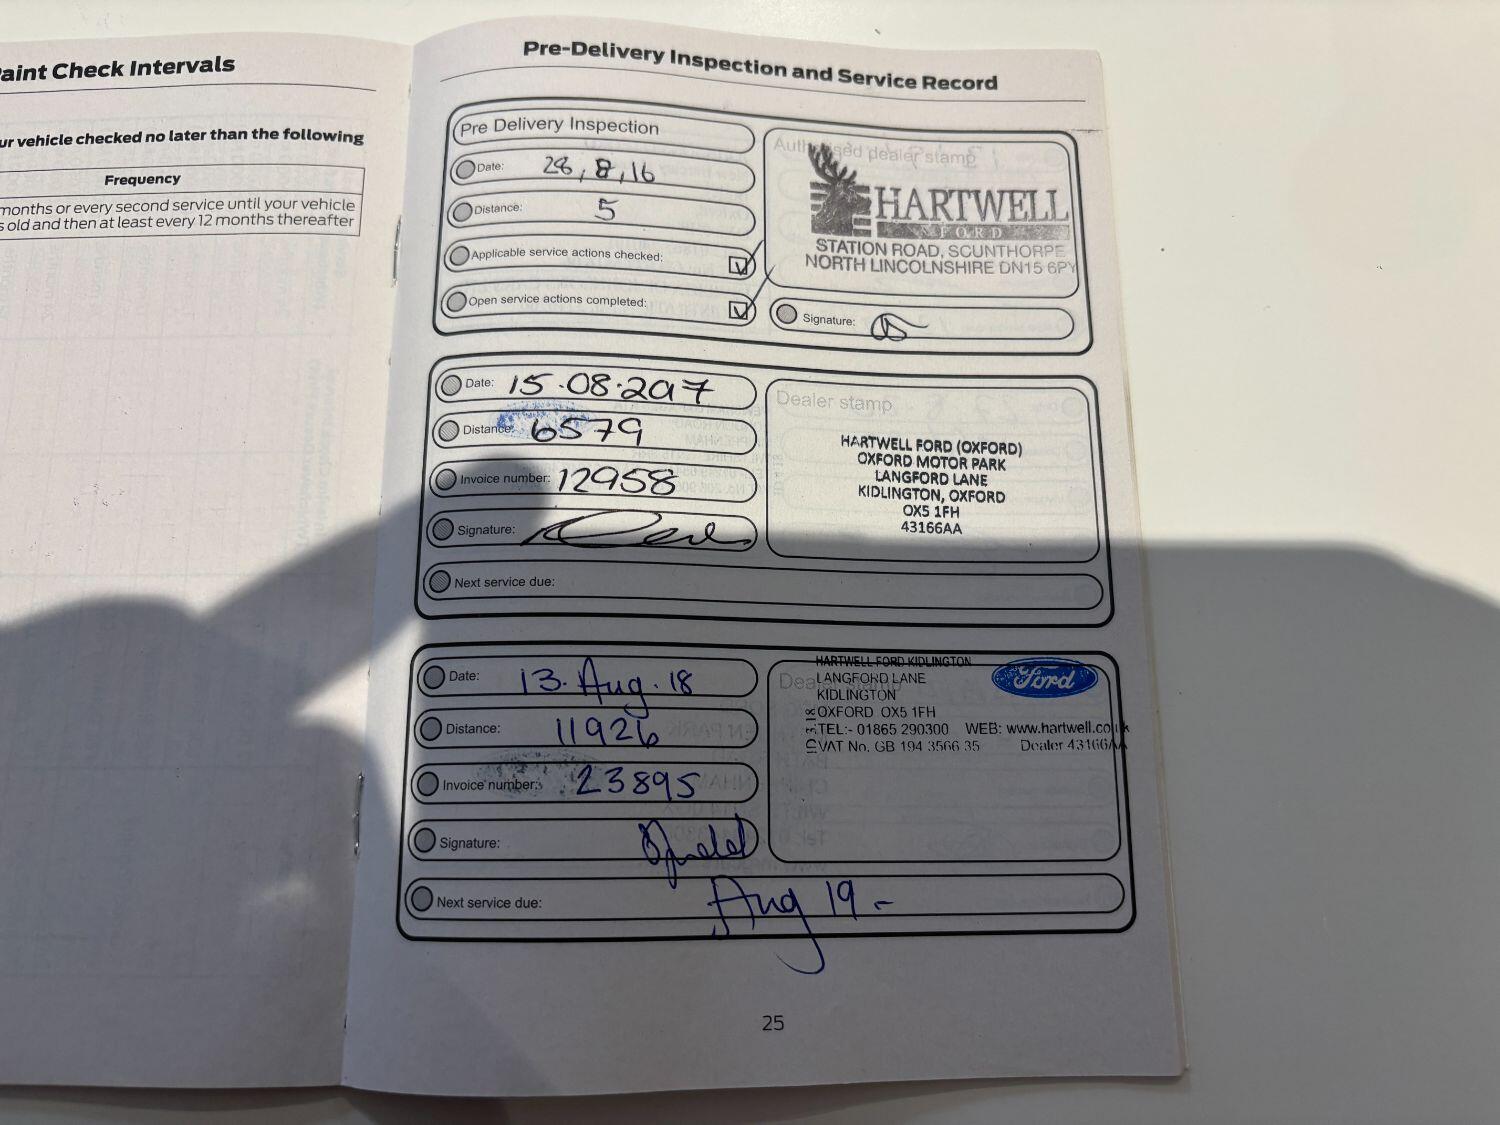 aint Check Intervals
ur vehicle checked no later than the following
Frequency
months or every second service until your vehicle
s old and then at least every 12 months thereafter
Pre-Delivery Inspection and Service Record
Pre Delivery Inspection
Date: 28, 8, 16
Distance: 5
Applicable service actions checked:
Open service actions completed:
Authorised dealer stamp
HARTWELL
FORD
STATION ROAD, SCUNTHORPE
NORTH LINCOLNSHIRE DN15 6PY
Signature:
Date: 15.08.2017
Distance: 6579
Invoice number: 12958
Signature:
Next service due:
Dealer stamp
HARTWELL FORD (OXFORD)
OXFORD MOTOR PARK
LANGFORD LANE
KIDLINGTON, OXFORD
OX5 1FH
43166AA
Date: 13. Aug. 18
Distance: 11926
Invoice number: 23895
Signature:
Next service due: Aug 19 -
HARTWELL FORD KIDLINGTON
LANGFORD LANE
KIDLINGTON
OXFORD OX5 1FH
TEL:- 01865 290300 WEB: www.hartwell.co.uk
VAT No. GB 194 3566 35 Dealer 43166AA
Ford
25